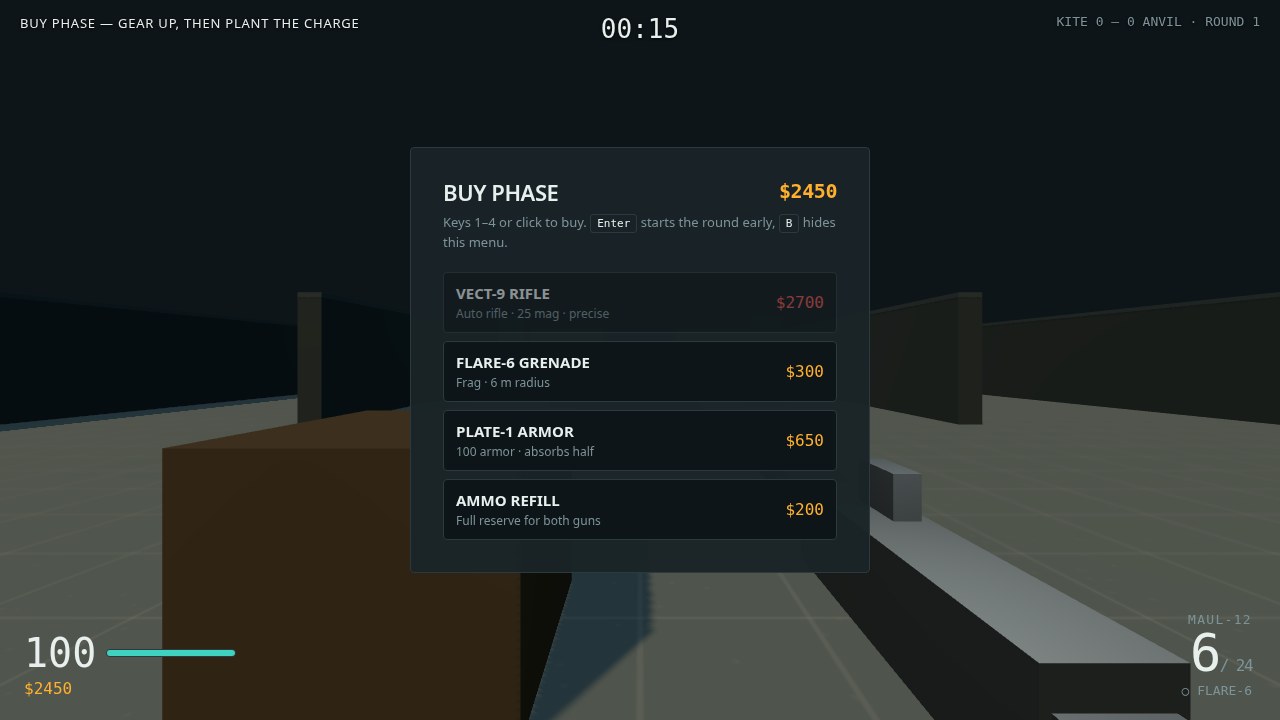 BUY PHASE — GEAR UP, THEN PLANT THE CHARGE
00:15
KITE 0 — 0 ANVIL · ROUND 1
BUY PHASE
$2450
Keys 1–4 or click to buy. Enter starts the round early, B hides
this menu.
VECT-9 RIFLE
Auto rifle · 25 mag · precise
$2700
FLARE-6 GRENADE
Frag · 6 m radius
$300
PLATE-1 ARMOR
100 armor · absorbs half
$650
AMMO REFILL
Full reserve for both guns
$200
100
$2450
MAUL-12
6 / 24
○ FLARE-6